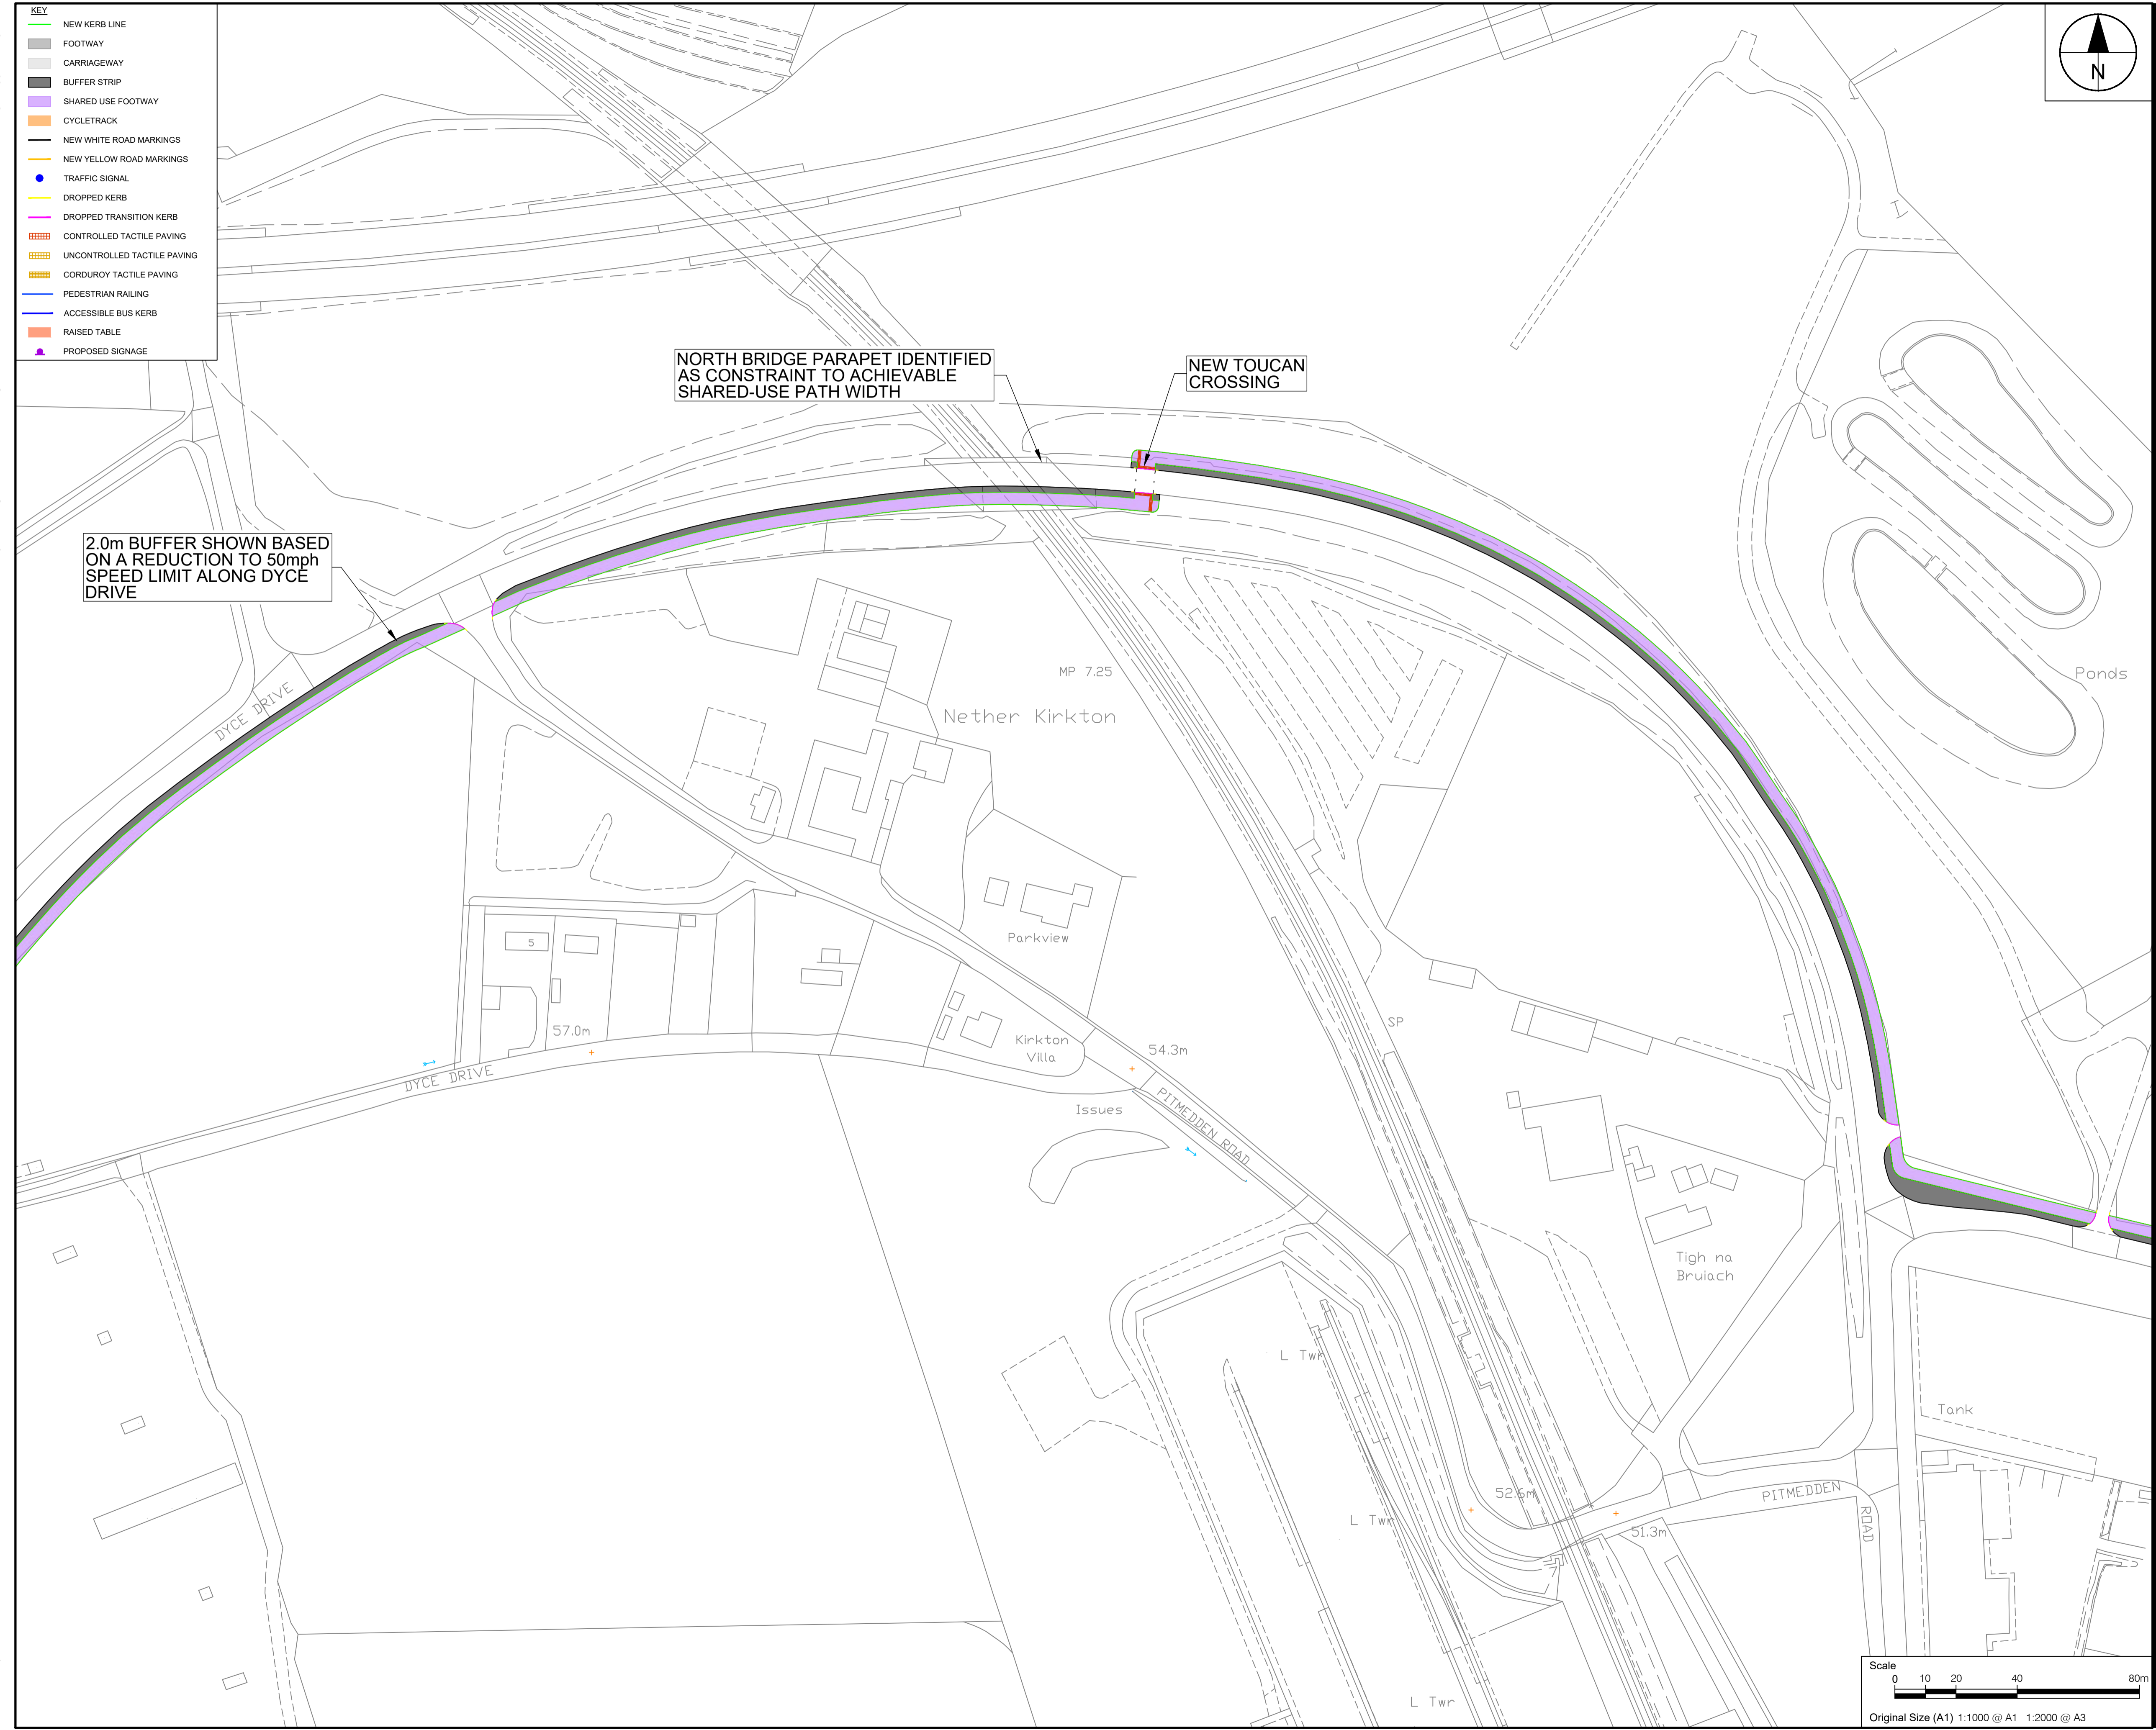 KEY
NEW KERB LINE
FOOTWAY
CARRIAGEWAY
BUFFER STRIP
SHARED USE FOOTWAY
CYCLETRACK
NEW WHITE ROAD MARKINGS
NEW YELLOW ROAD MARKINGS
TRAFFIC SIGNAL
DROPPED KERB
DROPPED TRANSITION KERB
CONTROLLED TACTILE PAVING
UNCONTROLLED TACTILE PAVING
CORDUROY TACTILE PAVING
PEDESTRIAN RAILING
ACCESSIBLE BUS KERB
RAISED TABLE
PROPOSED SIGNAGE
N
NORTH BRIDGE PARAPET IDENTIFIED
AS CONSTRAINT TO ACHIEVABLE
SHARED-USE PATH WIDTH
NEW TOUCAN
CROSSING
2.0m BUFFER SHOWN BASED
ON A REDUCTION TO 50mph
SPEED LIMIT ALONG DYCE
DRIVE
DYCE DRIVE
MP 7.25
Nether Kirkton
Ponds
Parkview
5
57.0m
DYCE DRIVE
Kirkton
Villa
54.3m
SP
Issues
PITMEDDEN ROAD
Tigh na
Bruiach
L Twr
Tank
L Twr
52.6m
51.3m
PITMEDDEN
ROAD
L Twr
Scale
0 10 20 40 80m
Original Size (A1) 1:1000 @ A1 1:2000 @ A3